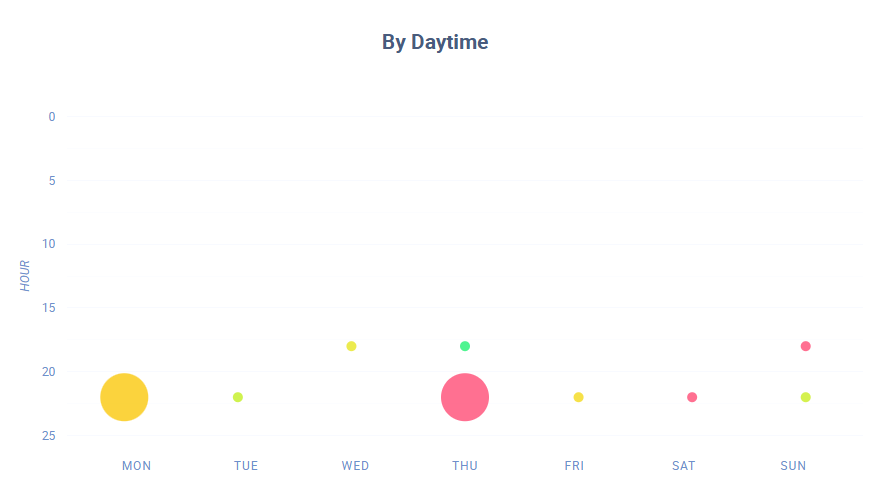 By Daytime
0
5
10
HOUR
15
20
25
MON TUE WED THU FRI SAT SUN